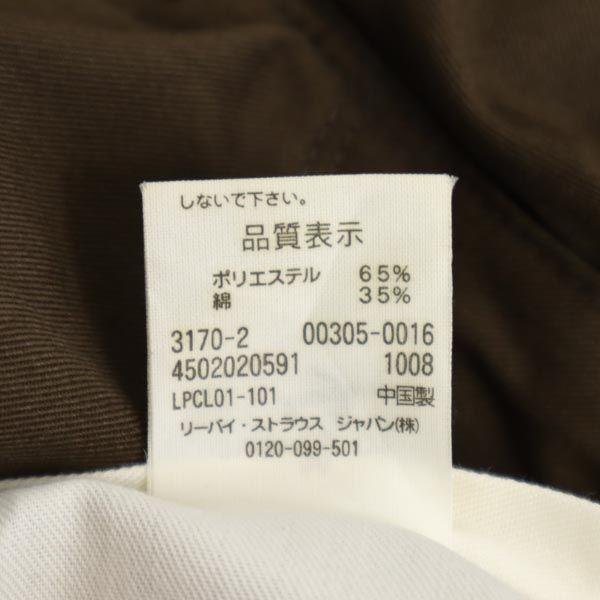 しないで下さい。
品質表示
ポリエステル 65%
綿 35%
3170-2 00305-0016
4502020591 1008
LPCL01-101 中国製
リーバイ・ストラウス ジャパン(株)
0120-099-501